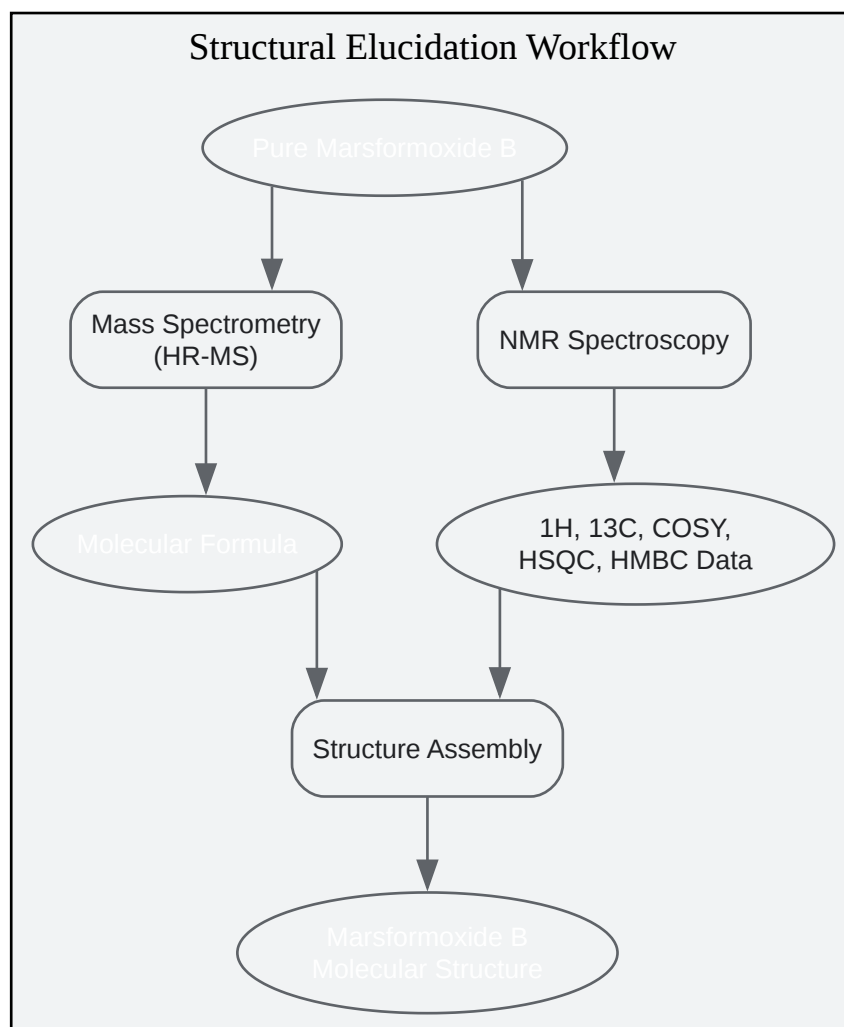 Structural Elucidation Workflow
Pure Marsformoxide B
Mass Spectrometry
(HR-MS)
NMR Spectroscopy
Molecular Formula
1H, 13C, COSY,
HSQC, HMBC Data
Structure Assembly
Marsformoxide B
Molecular Structure